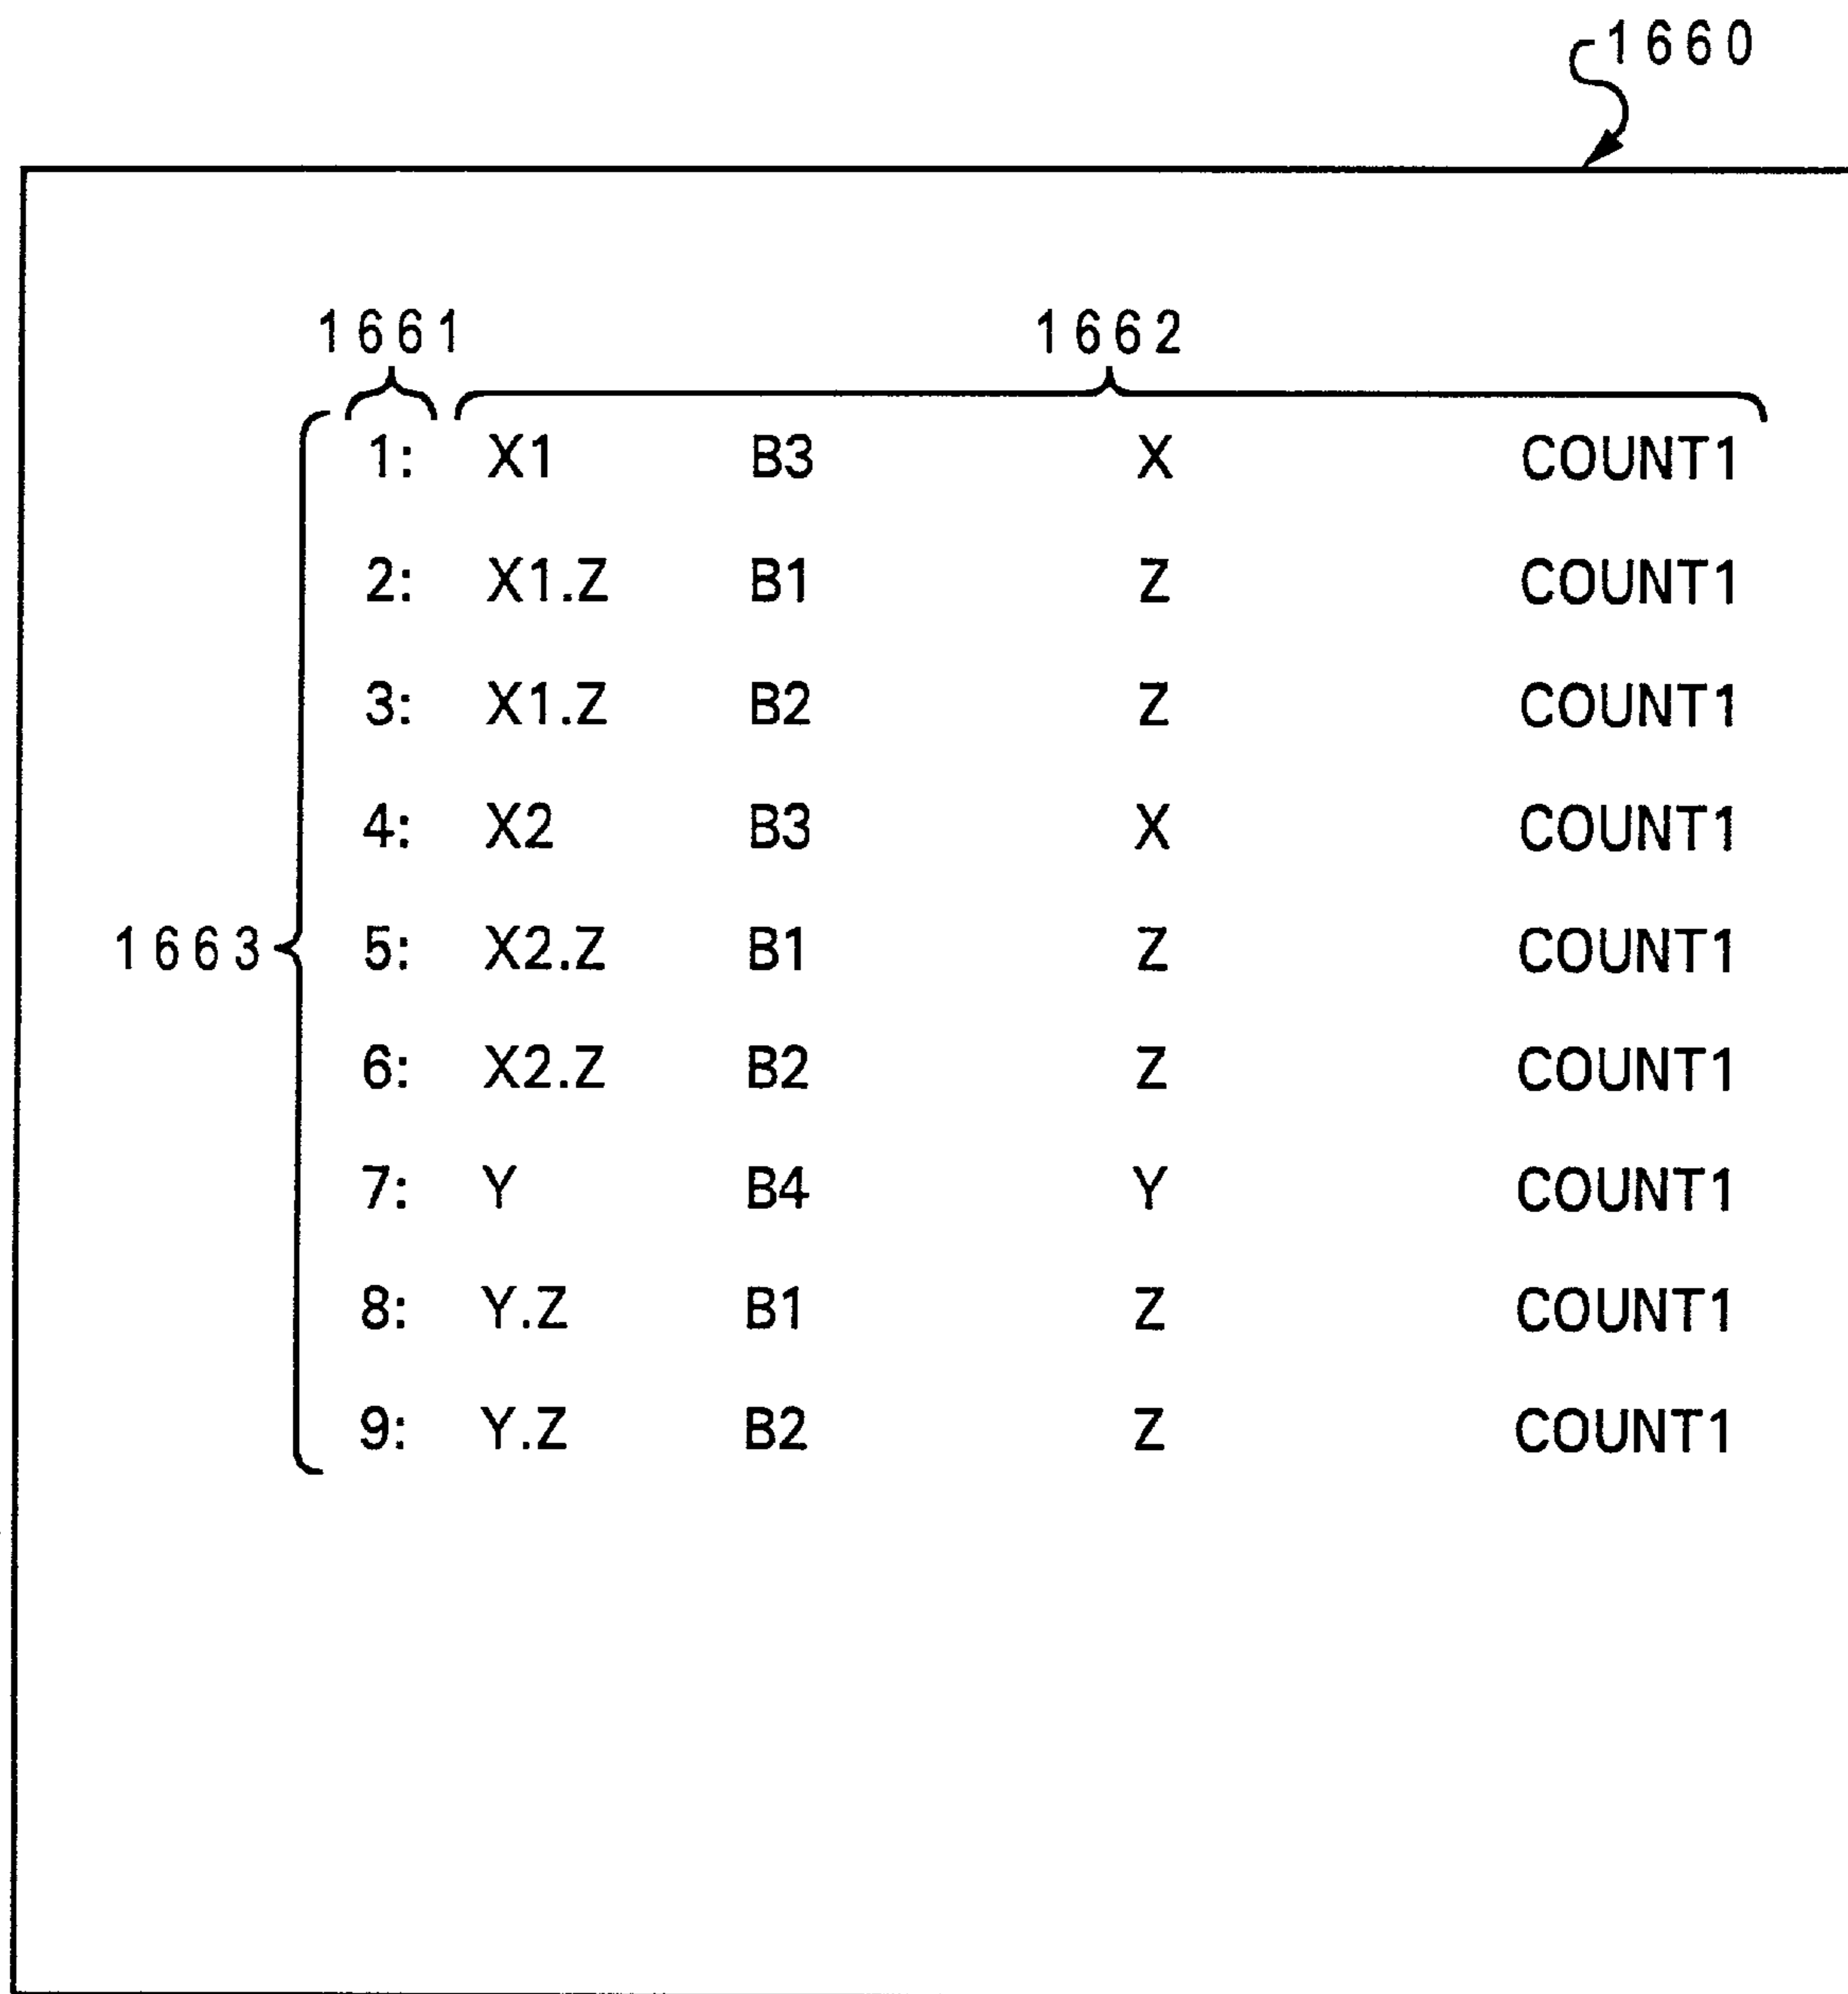 1660
1661 1662
1: X1 B3 X COUNT1
2: X1.Z B1 Z COUNT1
3: X1.Z B2 Z COUNT1
4: X2 B3 X COUNT1
1663 5: X2.Z B1 Z COUNT1
6: X2.Z B2 Z COUNT1
7: Y B4 Y COUNT1
8: Y.Z B1 Z COUNT1
9: Y.Z B2 Z COUNT1